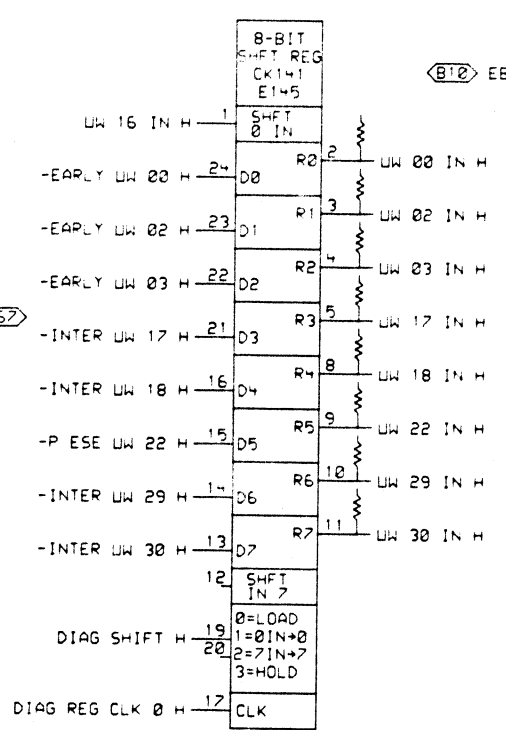 8-BIT
SHFT REG
CK141
E145
B10 EB
UW 16 IN H 1 SHFT
0 IN
-EARLY UW 00 H 24 D0 R0 2 UW 00 IN H
-EARLY UW 02 H 23 D1 R1 3 UW 02 IN H
-EARLY UW 03 H 22 D2 R2 4 UW 03 IN H
57
-INTER UW 17 H 21 D3 R3 5 UW 17 IN H
-INTER UW 18 H 16 D4 R4 8 UW 18 IN H
-P ESE UW 22 H 15 D5 R5 9 UW 22 IN H
-INTER UW 29 H 14 D6 R6 10 UW 29 IN H
-INTER UW 30 H 13 D7 R7 11 UW 30 IN H
12 SHFT
IN 7
0=LOAD
DIAG SHIFT H 19 1=0IN→0
20 2=7IN→7
3=HOLD
DIAG REG CLK 0 H 17 CLK